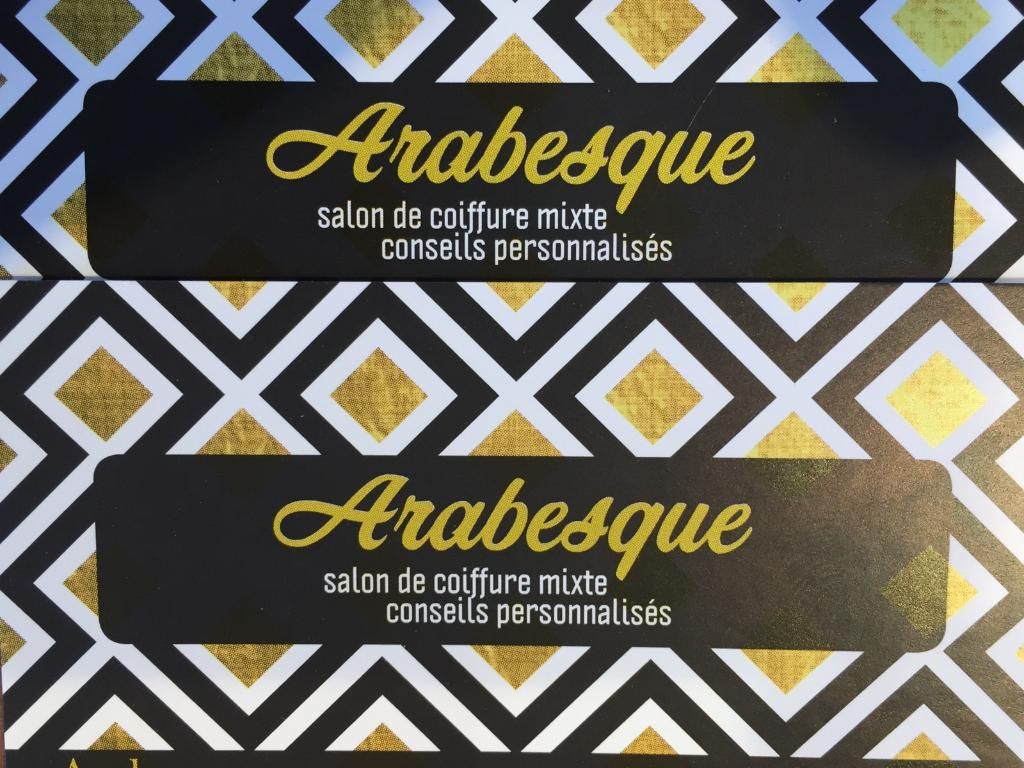 Arabesque
salon de coiffure mixte
conseils personnalisés
Arabesque
salon de coiffure mixte
conseils personnalisés